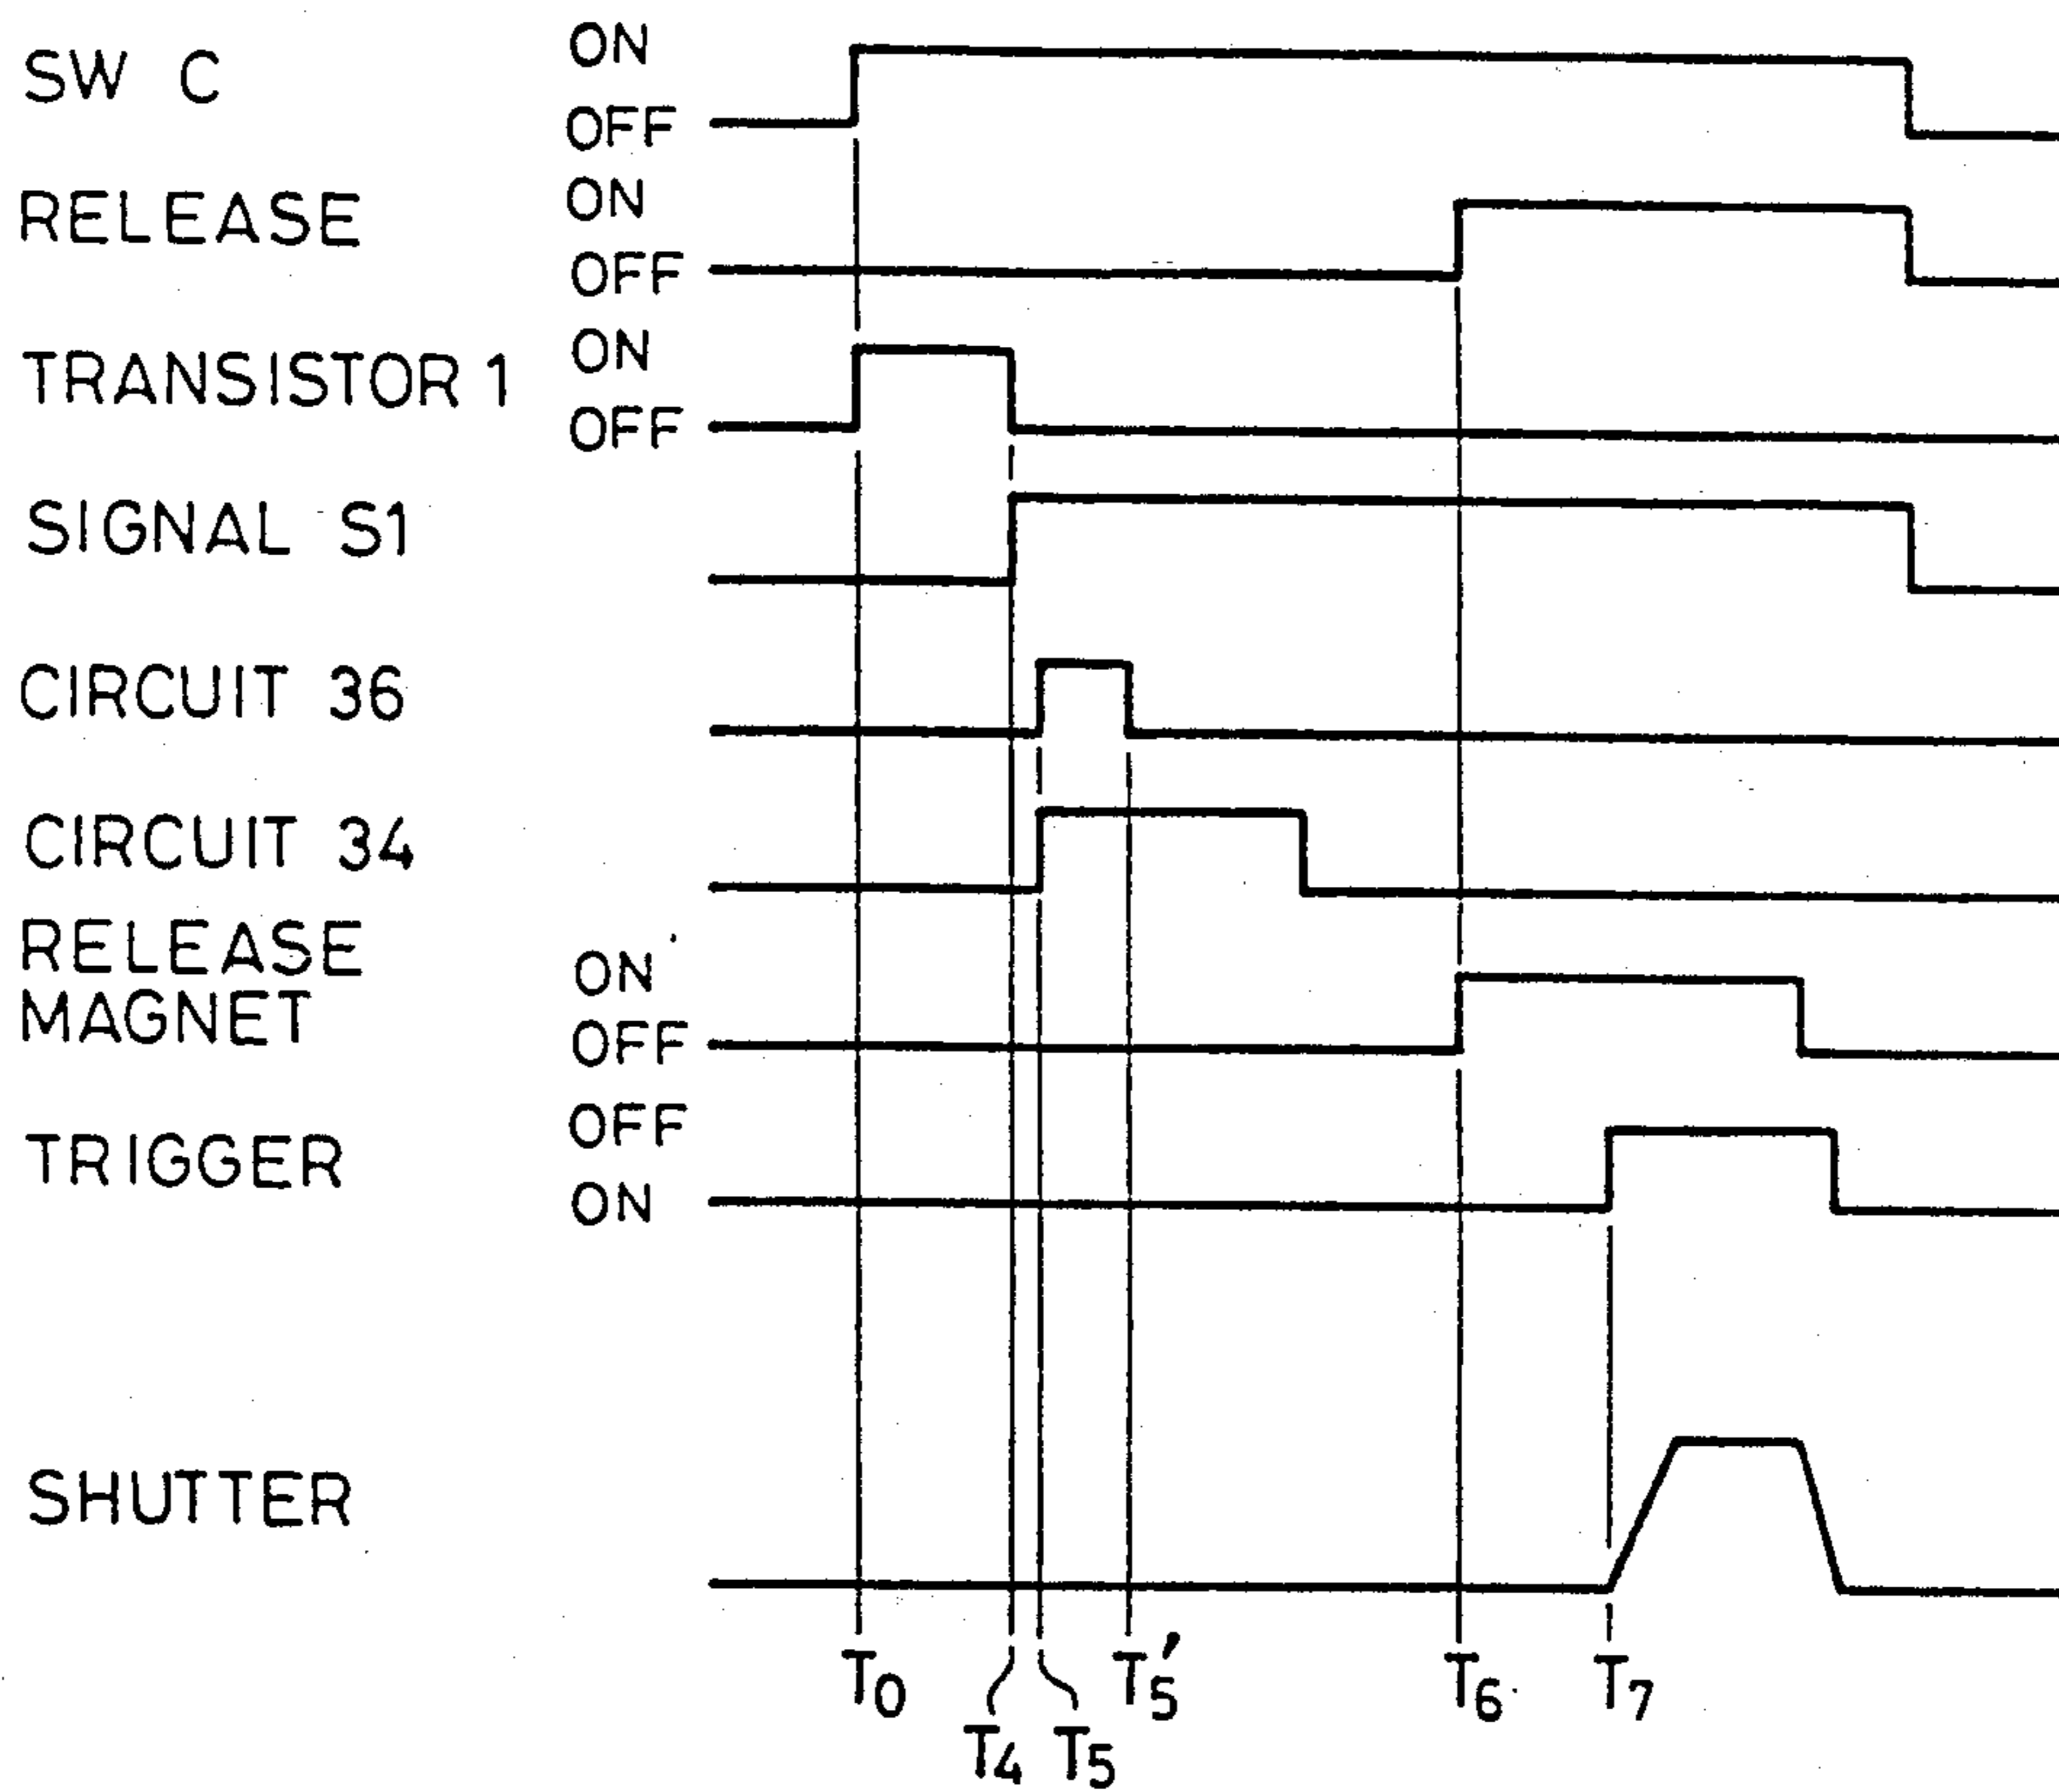 SW C ON
OFF
RELEASE ON
OFF
TRANSISTOR 1 ON
OFF
SIGNAL S1
CIRCUIT 36
CIRCUIT 34
RELEASE
MAGNET ON
OFF
TRIGGER OFF
ON
SHUTTER
T0 T4 T5 T5' T6 T7